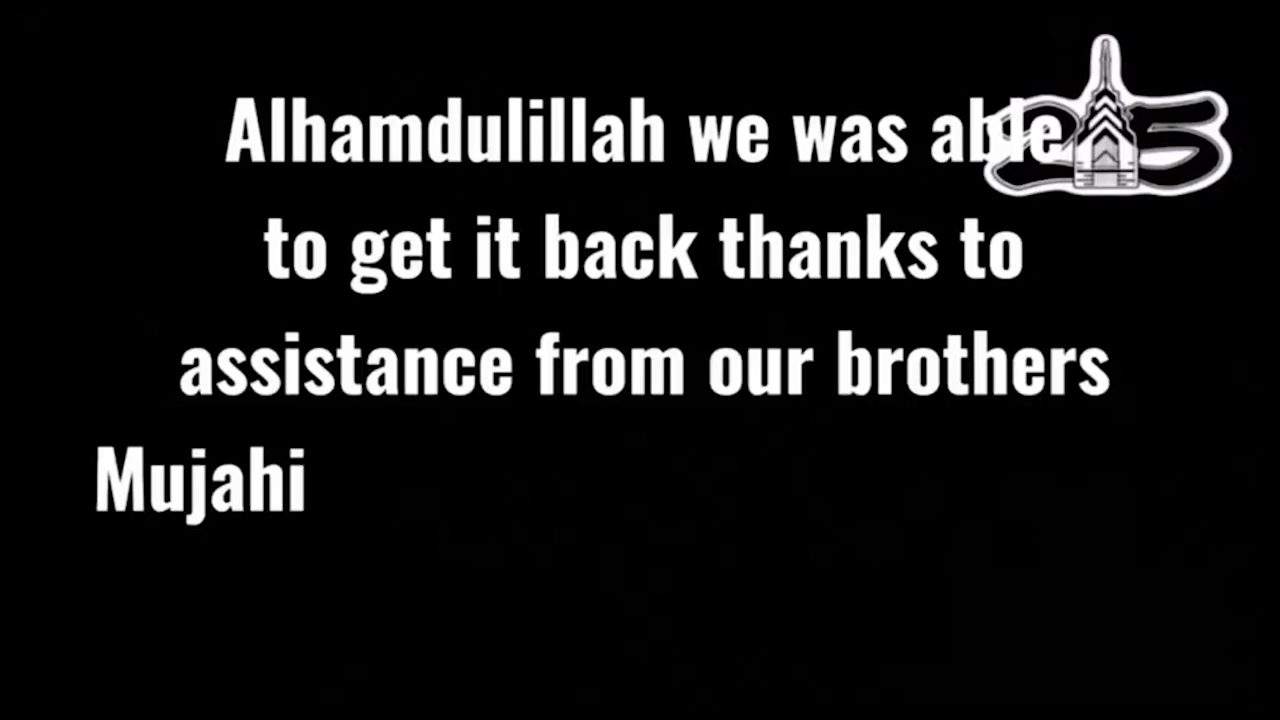 Alhamdulillah we was able
to get it back thanks to
assistance from our brothers
Mujahi